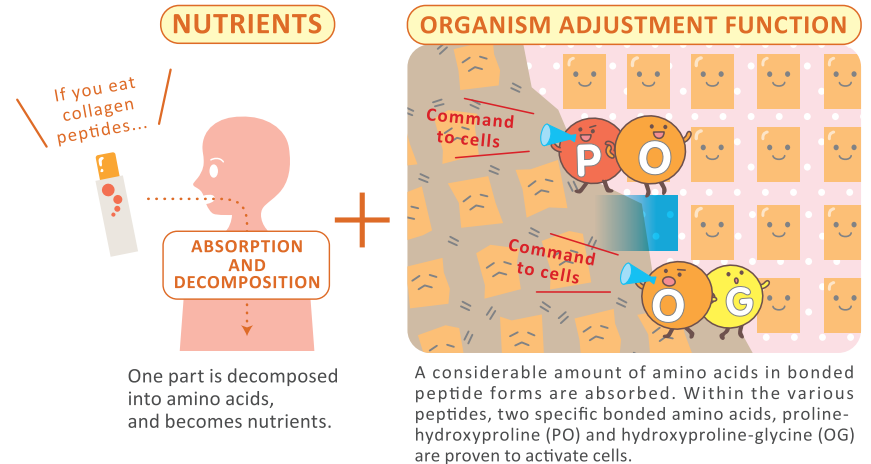 NUTRIENTS
If you eat
collagen
peptides...
ABSORPTION
AND
DECOMPOSITION
One part is decomposed
into amino acids,
and becomes nutrients.
ORGANISM ADJUSTMENT FUNCTION
Command
to cells
P O
Command
to cells
O G
A considerable amount of amino acids in bonded
peptide forms are absorbed. Within the various
peptides, two specific bonded amino acids, proline-
hydroxyproline (PO) and hydroxyproline-glycine (OG)
are proven to activate cells.